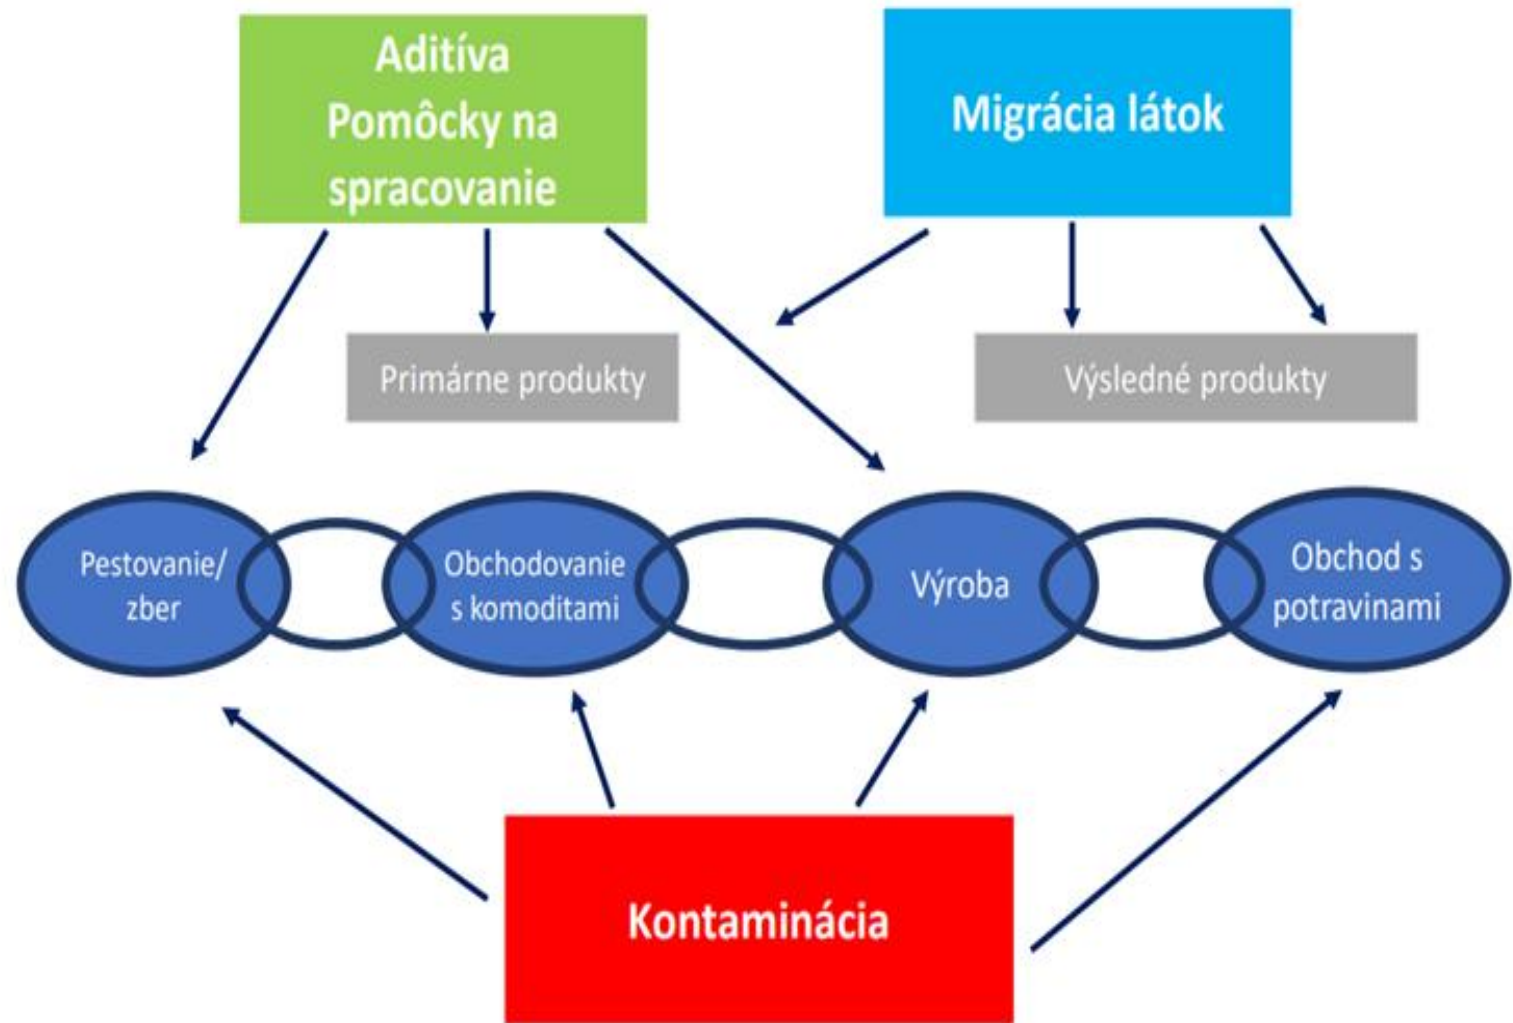 Aditíva
Pomôcky na
spracovanie
Migrácia látok
Primárne produkty
Výsledné produkty
Pestovanie/
zber
Obchodovanie
s komoditami
Výroba
Obchod s
potravinami
Kontaminácia